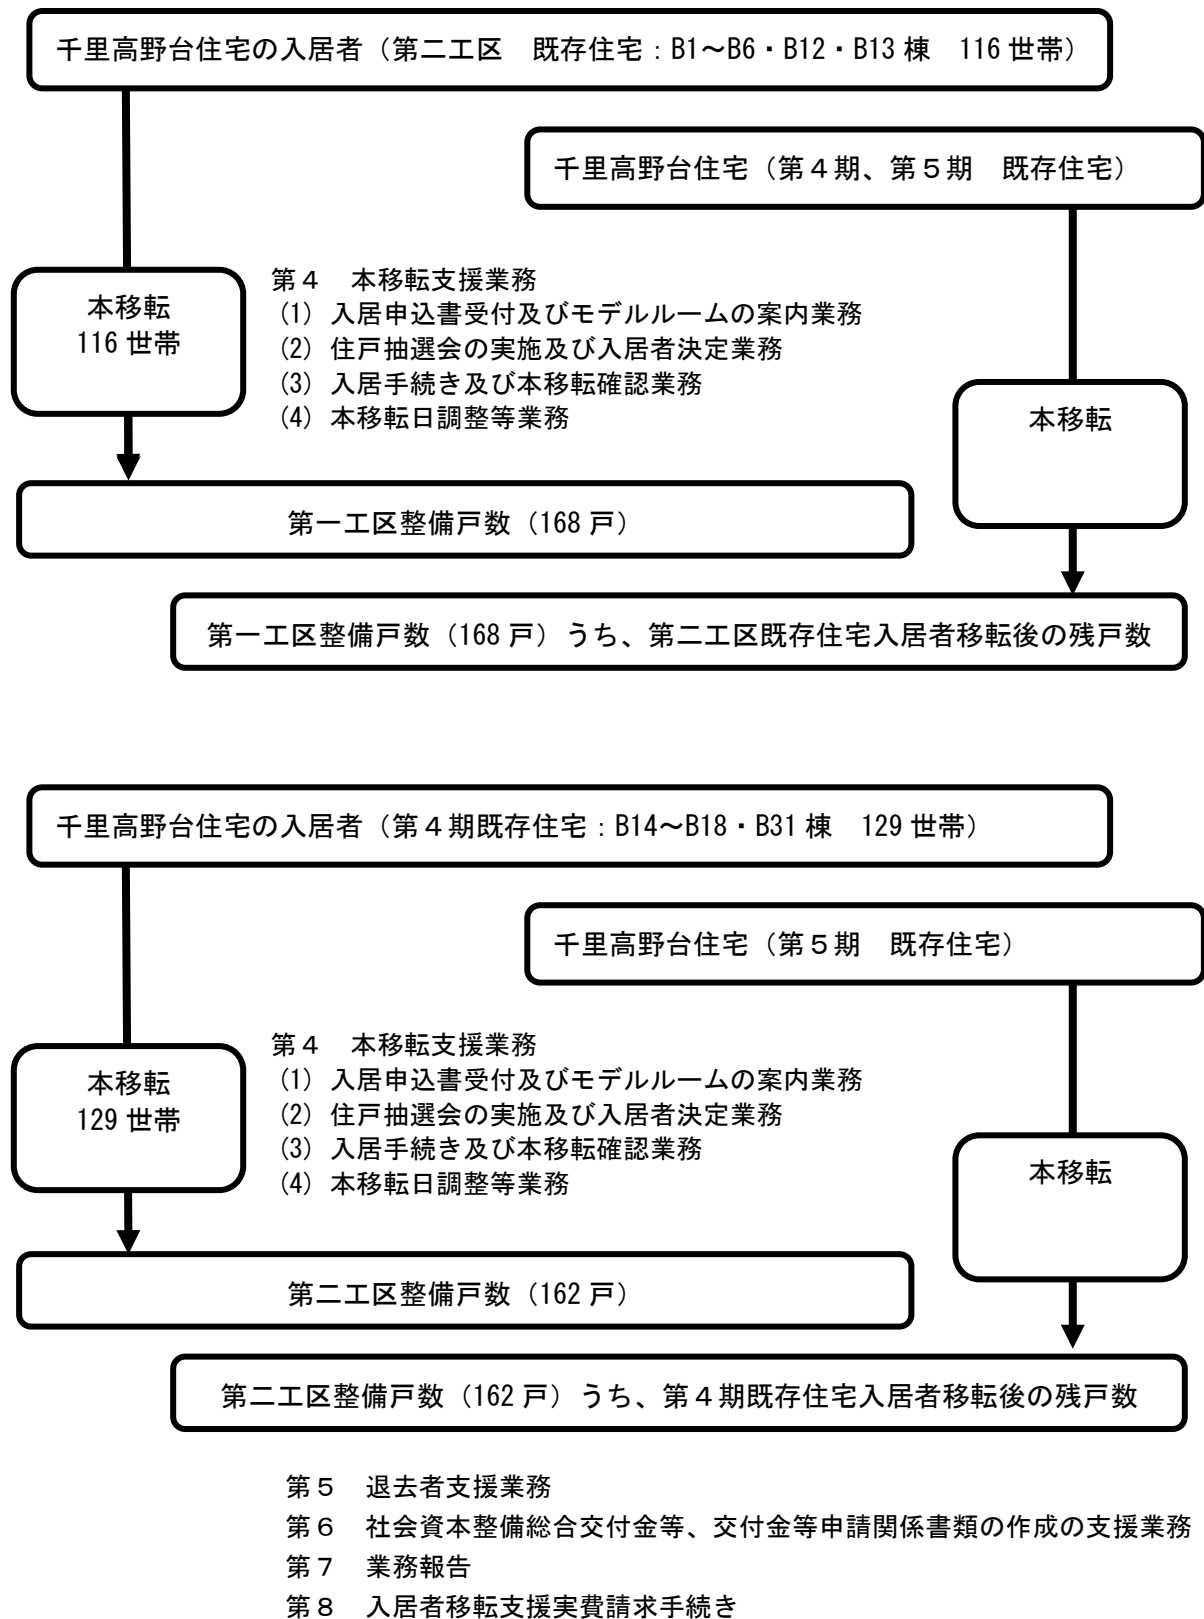 千里高野台住宅の入居者（第二工区　既存住宅：B1～B6・B12・B13 棟　116 世帯）
千里高野台住宅（第４期、第５期　既存住宅）
本移転
116 世帯
第４　本移転支援業務
(1) 入居申込書受付及びモデルルームの案内業務
(2) 住戸抽選会の実施及び入居者決定業務
(3) 入居手続き及び本移転確認業務
(4) 本移転日調整等業務
本移転
第一工区整備戸数（168 戸）
第一工区整備戸数（168 戸）うち、第二工区既存住宅入居者移転後の残戸数
千里高野台住宅の入居者（第４期既存住宅：B14～B18・B31 棟　129 世帯）
千里高野台住宅（第５期　既存住宅）
本移転
129 世帯
第４　本移転支援業務
(1) 入居申込書受付及びモデルルームの案内業務
(2) 住戸抽選会の実施及び入居者決定業務
(3) 入居手続き及び本移転確認業務
(4) 本移転日調整等業務
本移転
第二工区整備戸数（162 戸）
第二工区整備戸数（162 戸）うち、第４期既存住宅入居者移転後の残戸数
第５　退去者支援業務
第６　社会資本整備総合交付金等、交付金等申請関係書類の作成の支援業務
第７　業務報告
第８　入居者移転支援実費請求手続き